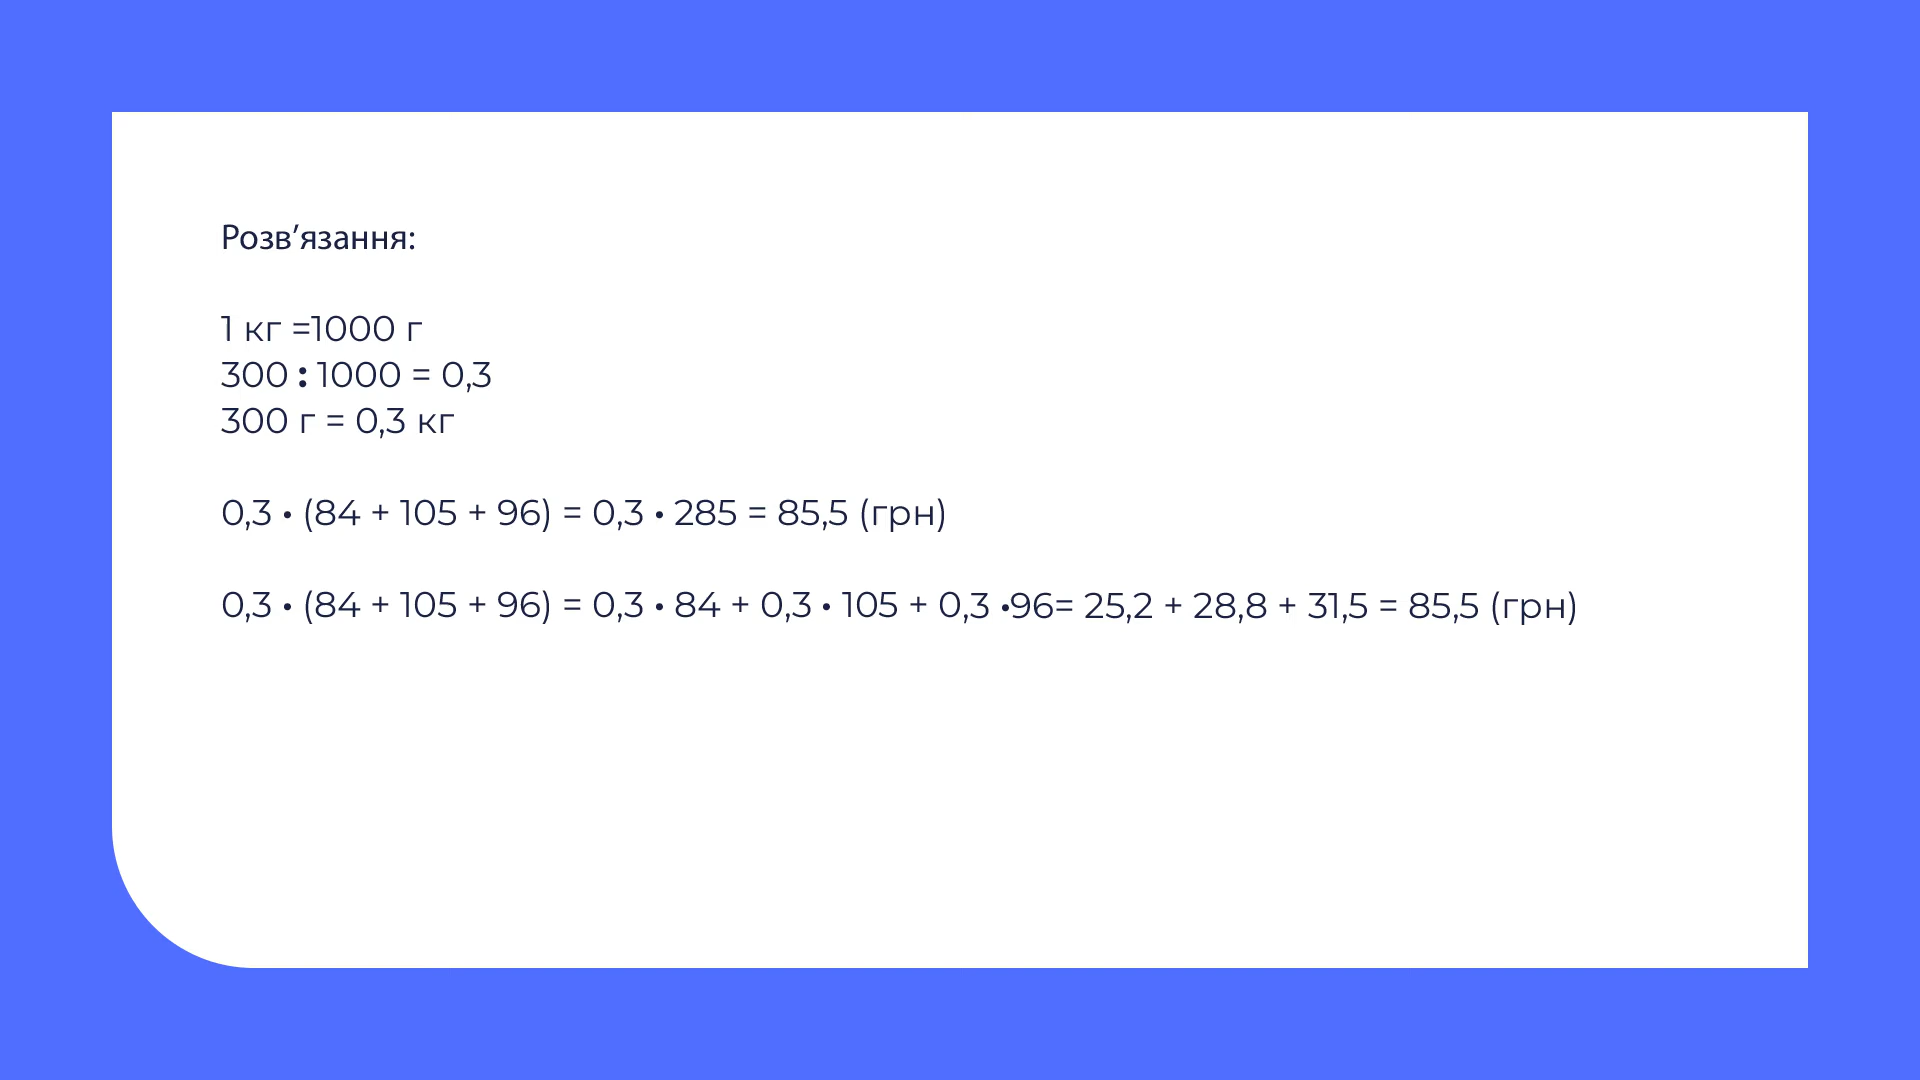 Розв’язання:
1 кг =1000 г
300 : 1000 = 0,3
300 г = 0,3 кг
0,3 • (84 + 105 + 96) = 0,3 • 285 = 85,5 (грн)
0,3 • (84 + 105 + 96) = 0,3 • 84 + 0,3 • 105 + 0,3 •96= 25,2 + 28,8 + 31,5 = 85,5 (грн)